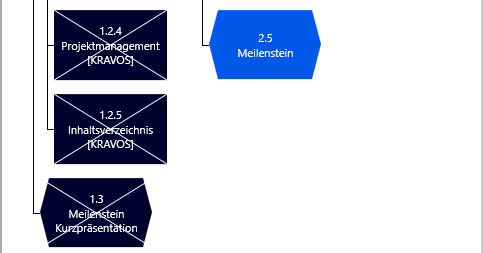 1.2.4
Projektmanagement
[KRAVOS]
1.2.5
Inhaltsverzeichnis
[KRAVOS]
1.3
Meilenstein
Kurzpräsentation
2.5
Meilenstein